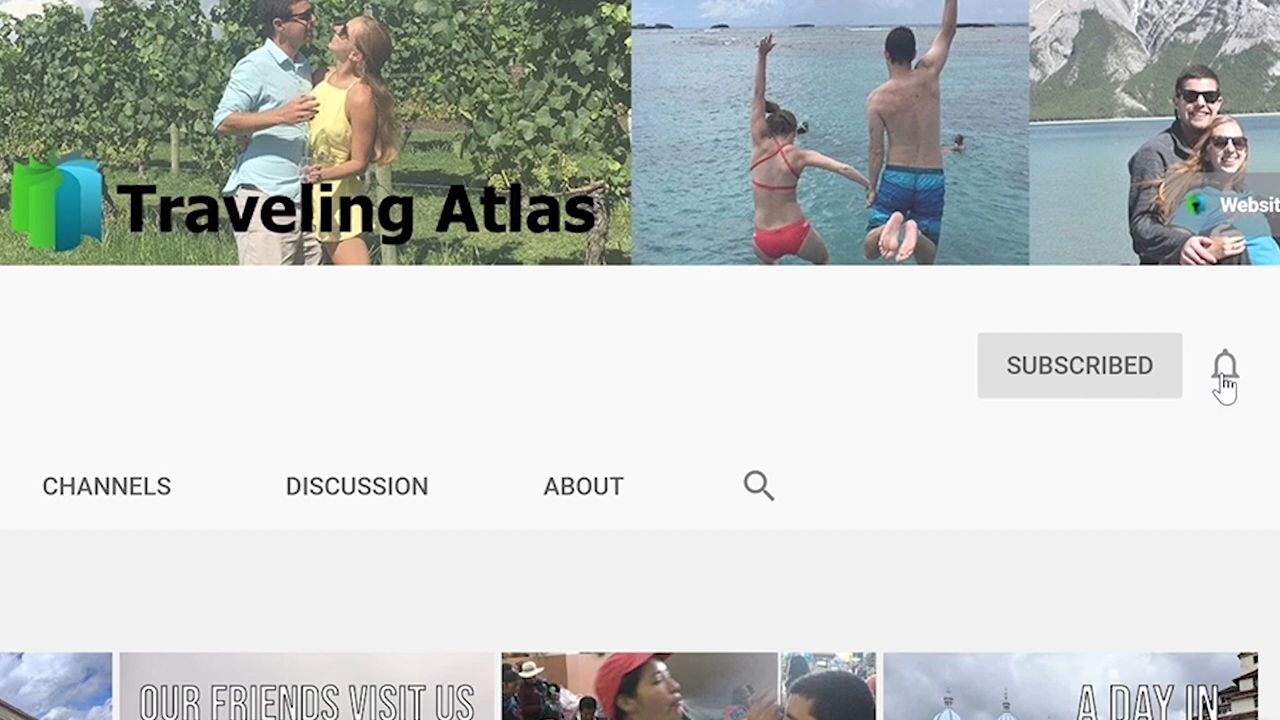 Traveling Atlas
Websit
SUBSCRIBED
CHANNELS
DISCUSSION
ABOUT
OUR FRIENDS VISIT US
A DAY IN